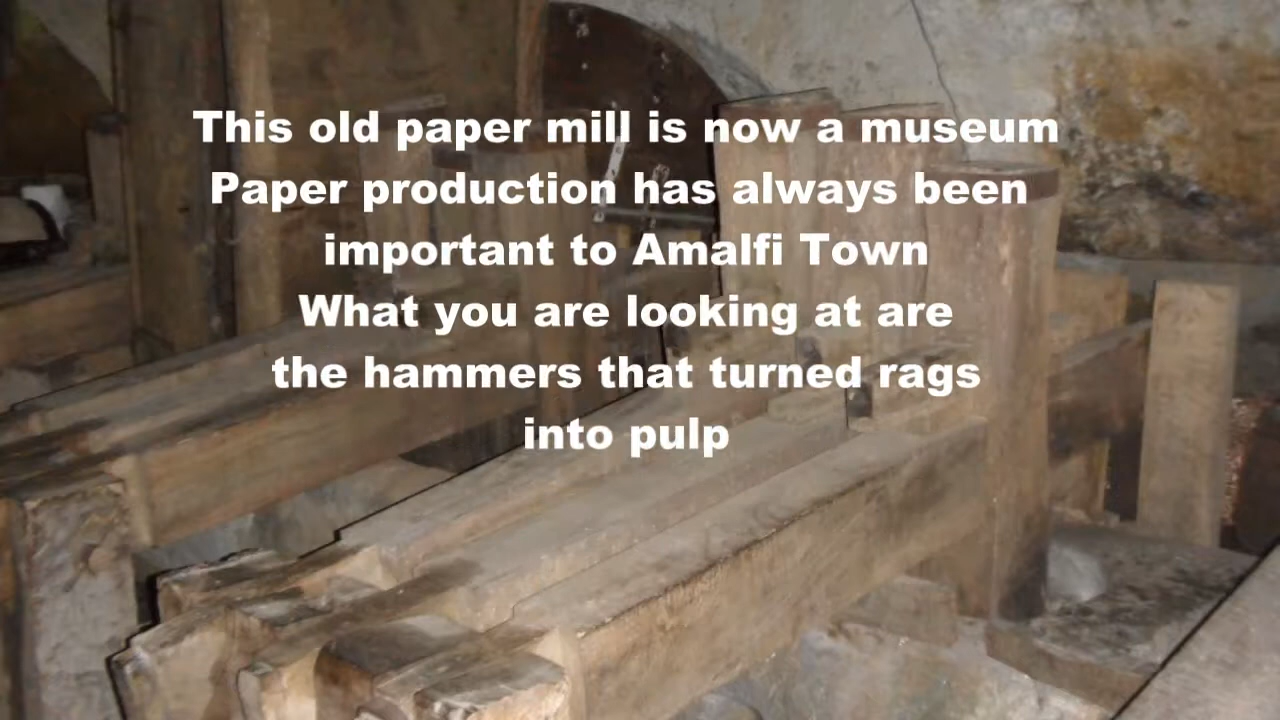 This old paper mill is now a museum
Paper production has always been
important to Amalfi Town
What you are looking at are
the hammers that turned rags
into pulp